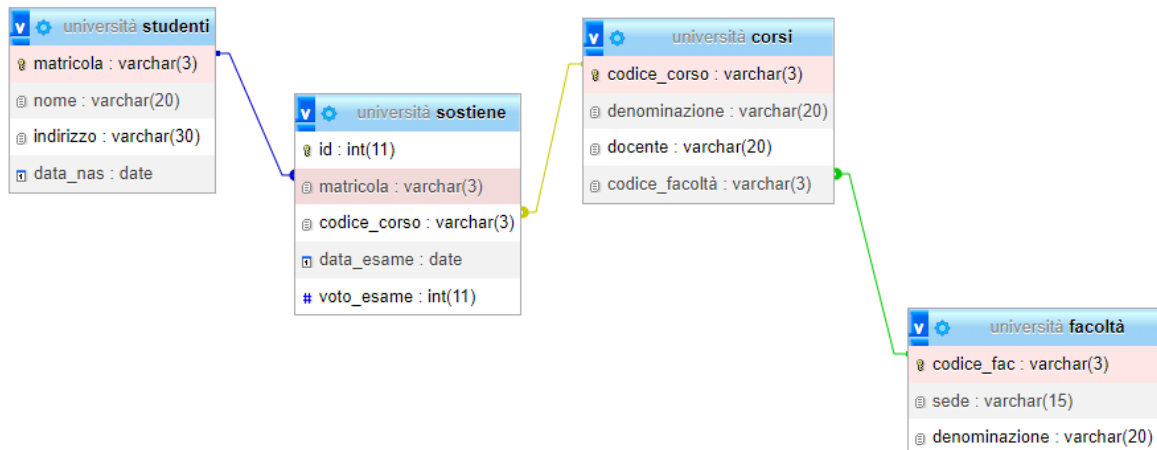 università studenti
matricola : varchar(3)
nome : varchar(20)
indirizzo : varchar(30)
data_nas : date
università sostiene
id : int(11)
matricola : varchar(3)
codice_corso : varchar(3)
data_esame : date
# voto_esame : int(11)
università corsi
codice_corso : varchar(3)
denominazione : varchar(20)
docente : varchar(20)
codice_facoltà : varchar(3)
università facoltà
codice_fac : varchar(3)
sede : varchar(15)
denominazione : varchar(20)